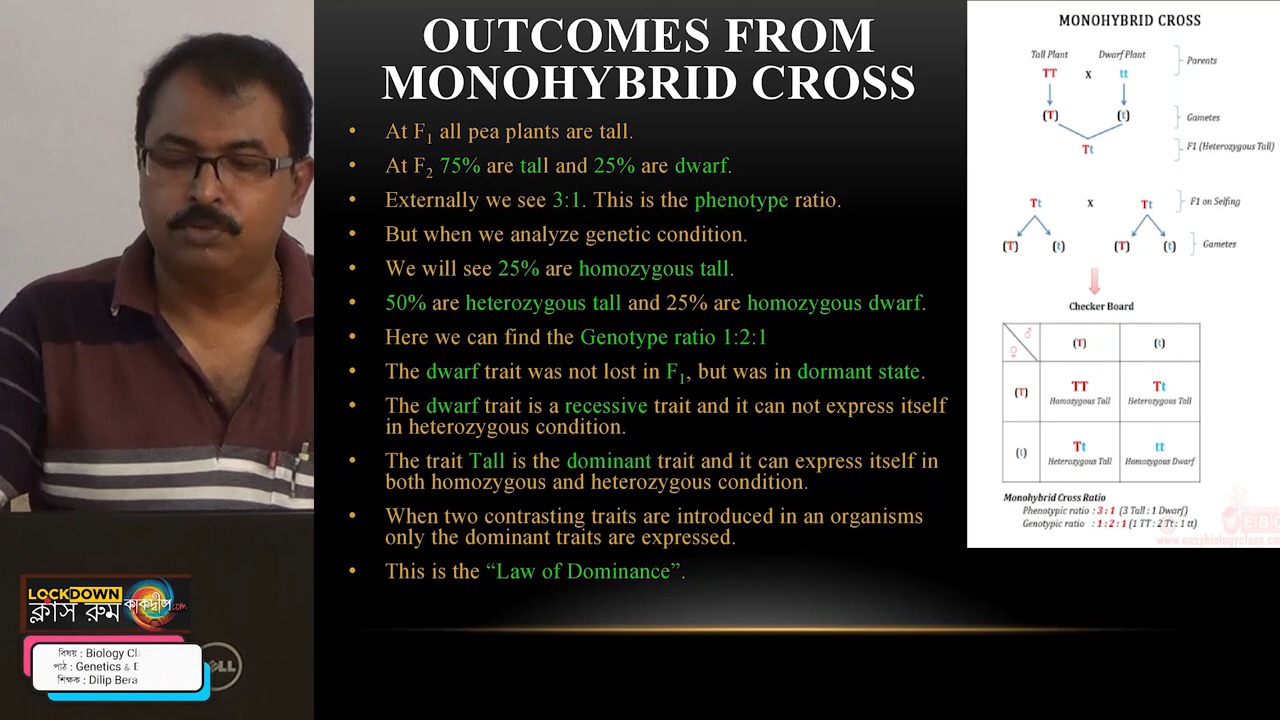 OUTCOMES FROM
MONOHYBRID CROSS
• At F₁ all pea plants are tall.
• At F₂ 75% are tall and 25% are dwarf.
• Externally we see 3:1. This is the phenotype ratio.
• But when we analyze genetic condition.
• We will see 25% are homozygous tall.
• 50% are heterozygous tall and 25% are homozygous dwarf.
• Here we can find the Genotype ratio 1:2:1
• The dwarf trait was not lost in F₁, but was in dormant state.
• The dwarf trait is a recessive trait and it can not express itself
in heterozygous condition.
• The trait Tall is the dominant trait and it can express itself in
both homozygous and heterozygous condition.
• When two contrasting traits are introduced in an organisms
only the dominant traits are expressed.
• This is the “Law of Dominance”.
MONOHYBRID CROSS
Tall Plant Dwarf Plant
TT x tt Parents
(T) (t) Gametes
Tt F1 (Heterozygous Tall)
Tt x Tt F1 on Selfing
(T) (t) (T) (t) Gametes
Checker Board
♂ ♀ (T) (t)
(T) TT Tt
Homozygous Tall Heterozygous Tall
(t) Tt tt
Heterozygous Tall Homozygous Dwarf
Monohybrid Cross Ratio
Phenotypic ratio : 3 : 1 (3 Tall : 1 Dwarf)
Genotypic ratio : 1 : 2 : 1 (1 TT : 2 Tt : 1 tt)
EBC
www.easybiologyclass.com
LOCKDOWN
ক্লাস রুম কাকদ্বীপ.com
বিষয় : Biology Cl
পাঠ : Genetics & E
শিক্ষক : Dilip Bera
DELL